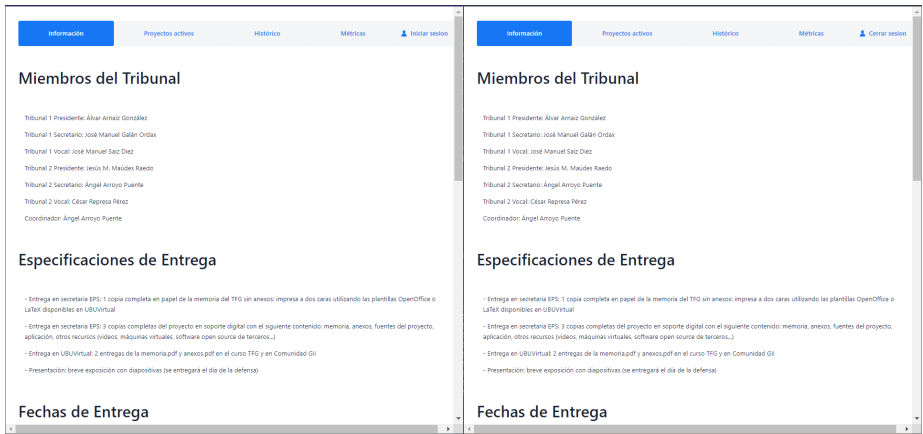 Información Proyectos activos Histórico Métricas Iniciar sesion
Miembros del Tribunal
Tribunal 1 Presidente: Álvar Arnaiz González
Tribunal 1 Secretario: José Manuel Galán Ordax
Tribunal 1 Vocal: José Manuel Saiz Diez
Tribunal 2 Presidente: Jesús M. Maúdes Raedo
Tribunal 2 Secretario: Ángel Arroyo Puente
Tribunal 2 Vocal: César Represa Pérez
Coordinador: Ángel Arroyo Puente
Especificaciones de Entrega
- Entrega en secretaria EPS: 1 copia completa en papel de la memoria del TFG sin anexos: impresa a dos caras utilizando las plantillas OpenOffice o
LaTeX disponibles en UBUVirtual
- Entrega en secretaria EPS: 3 copias completas del proyecto en soporte digital con el siguiente contenido: memoria, anexos, fuentes del proyecto,
aplicación, otros recursos (videos, máquinas virtuales, software open source de terceros...)
- Entrega en UBUVirtual: 2 entregas de la memoria.pdf y anexos.pdf en el curso TFG y en Comunidad GII
- Presentación: breve exposición con diapositivas (se entregará el día de la defensa)
Fechas de Entrega
Información Proyectos activos Histórico Métricas Cerrar sesion
Miembros del Tribunal
Tribunal 1 Presidente: Álvar Arnaiz González
Tribunal 1 Secretario: José Manuel Galán Ordax
Tribunal 1 Vocal: José Manuel Saiz Diez
Tribunal 2 Presidente: Jesús M. Maúdes Raedo
Tribunal 2 Secretario: Ángel Arroyo Puente
Tribunal 2 Vocal: César Represa Pérez
Coordinador: Ángel Arroyo Puente
Especificaciones de Entrega
- Entrega en secretaria EPS: 1 copia completa en papel de la memoria del TFG sin anexos: impresa a dos caras utilizando las plantillas OpenOffice o
LaTeX disponibles en UBUVirtual
- Entrega en secretaria EPS: 3 copias completas del proyecto en soporte digital con el siguiente contenido: memoria, anexos, fuentes del proyecto,
aplicación, otros recursos (videos, máquinas virtuales, software open source de terceros...)
- Entrega en UBUVirtual: 2 entregas de la memoria.pdf y anexos.pdf en el curso TFG y en Comunidad GII
- Presentación: breve exposición con diapositivas (se entregará el día de la defensa)
Fechas de Entrega